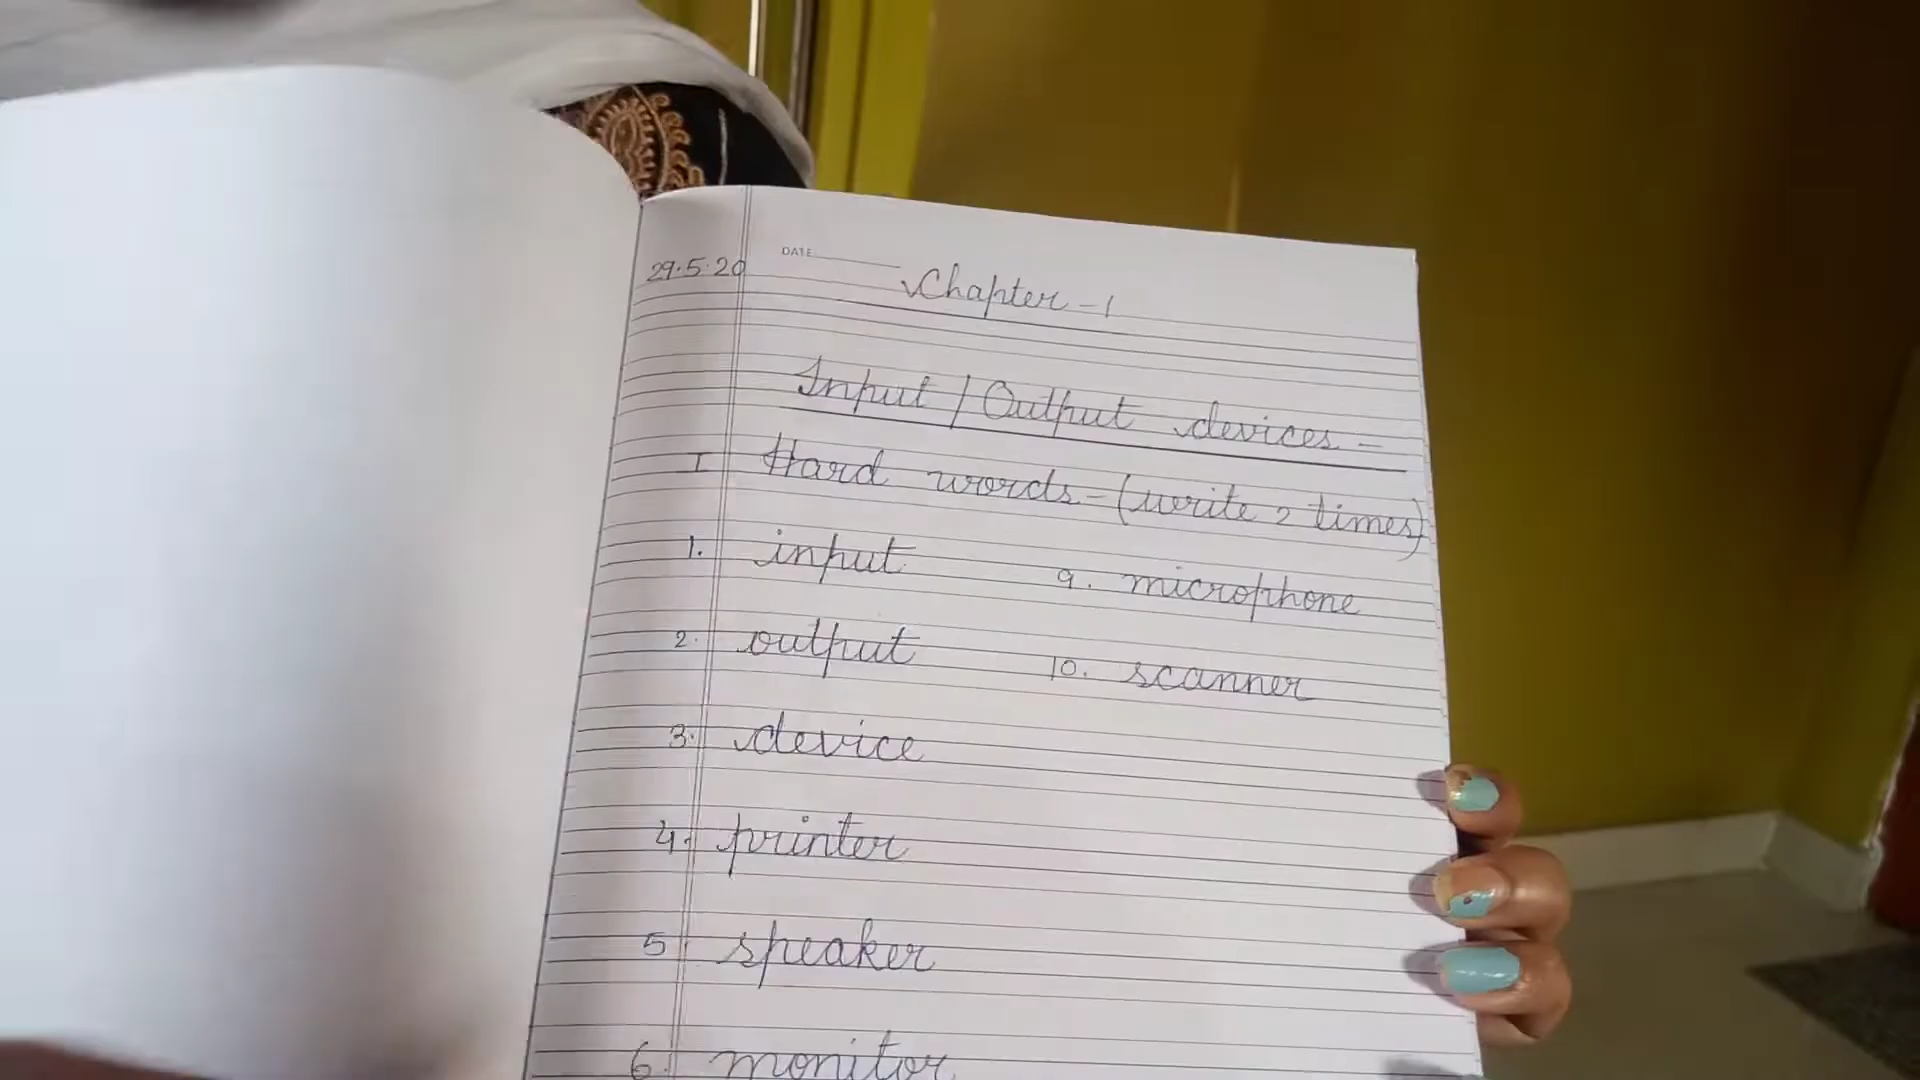 DATE
29.5.20
Chapter - 1
Input / Output devices -
I Hard words - (write 2 times)
1. input
9. microphone
2. output
10. scanner
3. device
4. printer
5. speaker
6. monitor